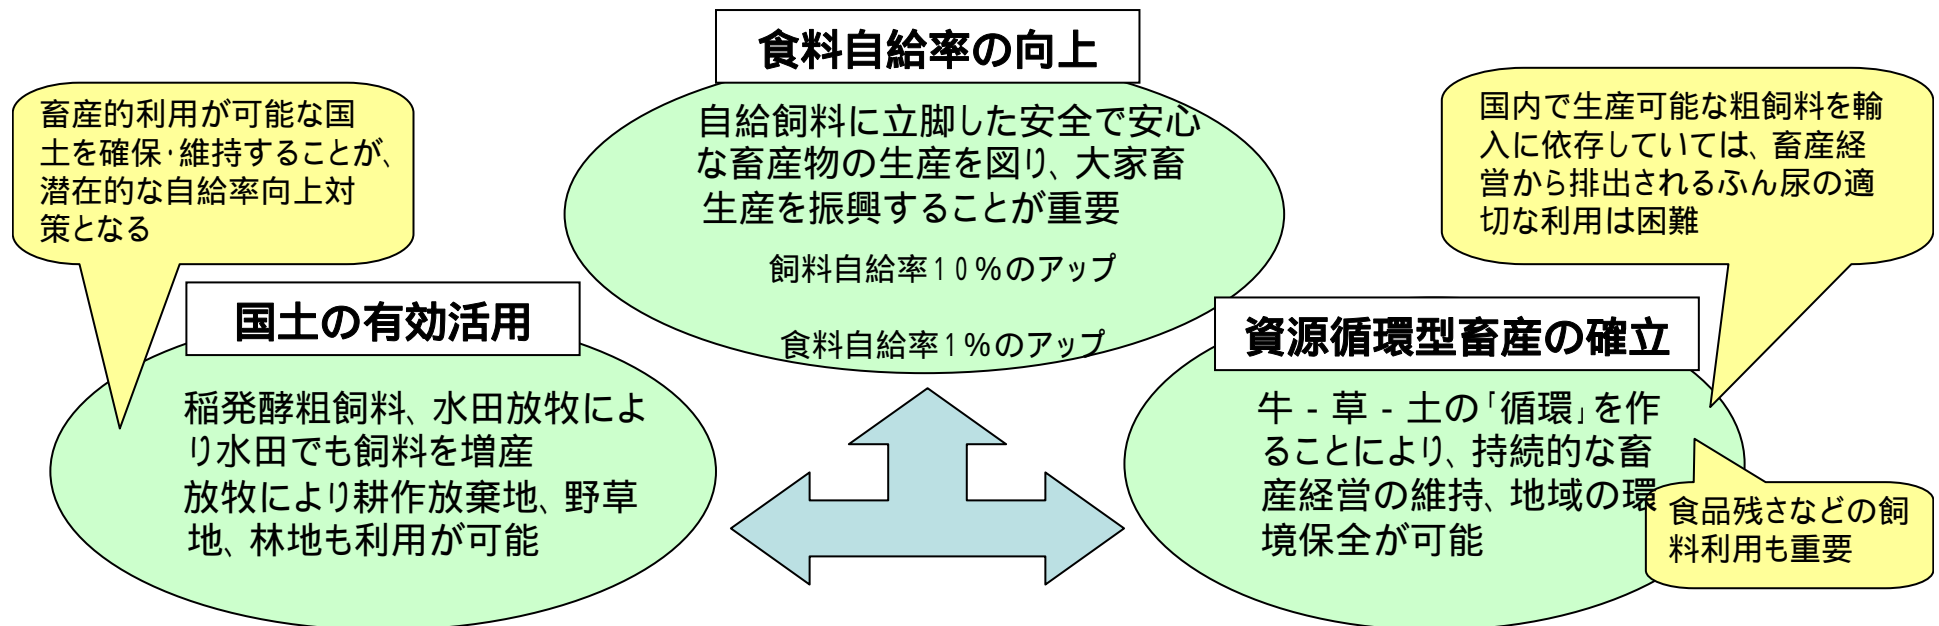 食料自給率の向上
自給飼料に立脚した安全で安心
な畜産物の生産を図り、大家畜
生産を振興することが重要
飼料自給率10%のアップ
食料自給率1%のアップ
畜産的利用が可能な国
土を確保・維持することが、
潜在的な自給率向上対
策となる
国土の有効活用
稲発酵粗飼料、水田放牧によ
り水田でも飼料を増産
放牧により耕作放棄地、野草
地、林地も利用が可能
国内で生産可能な粗飼料を輸
入に依存していては、畜産経
営から排出されるふん尿の適
切な利用は困難
資源循環型畜産の確立
牛-草-土の「循環」を作
ることにより、持続的な畜
産経営の維持、地域の環
境保全が可能
食品残さなどの飼
料利用も重要